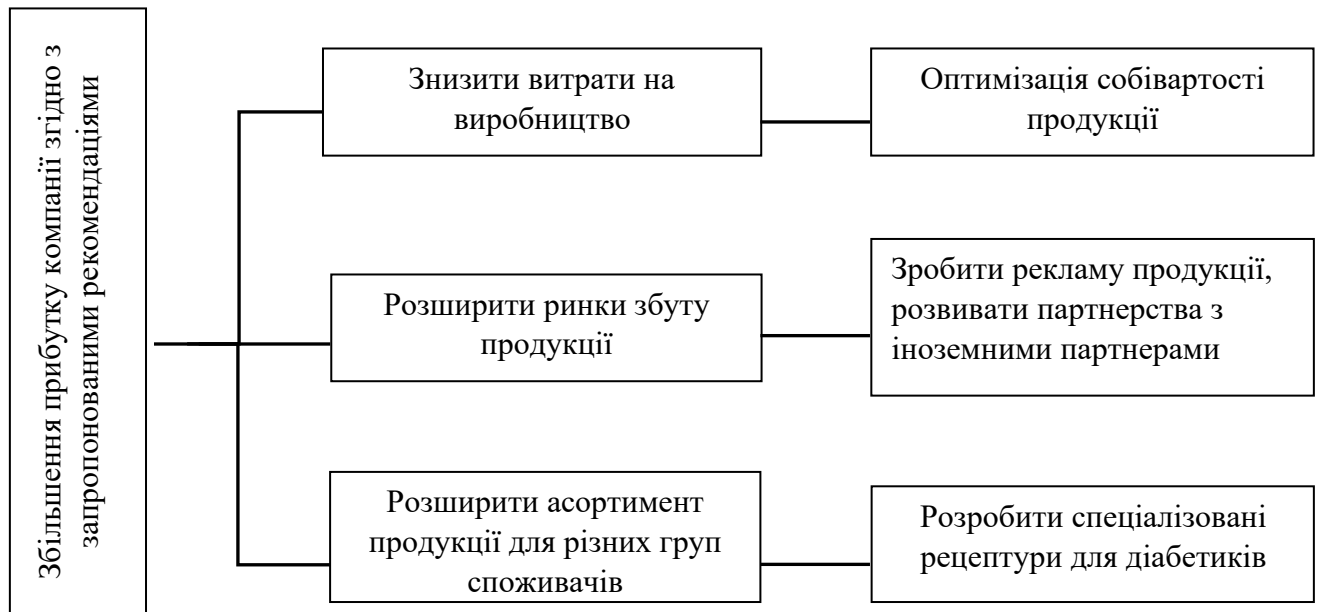 Збільшення прибутку компанії згідно з
запропонованими рекомендаціями
Знизити витрати на
виробництво
Оптимізація собівартості
продукції
Розширити ринки збуту
продукції
Зробити рекламу продукції,
розвивати партнерства з
іноземними партнерами
Розширити асортимент
продукції для різних груп
споживачів
Розробити спеціалізовані
рецептури для діабетиків